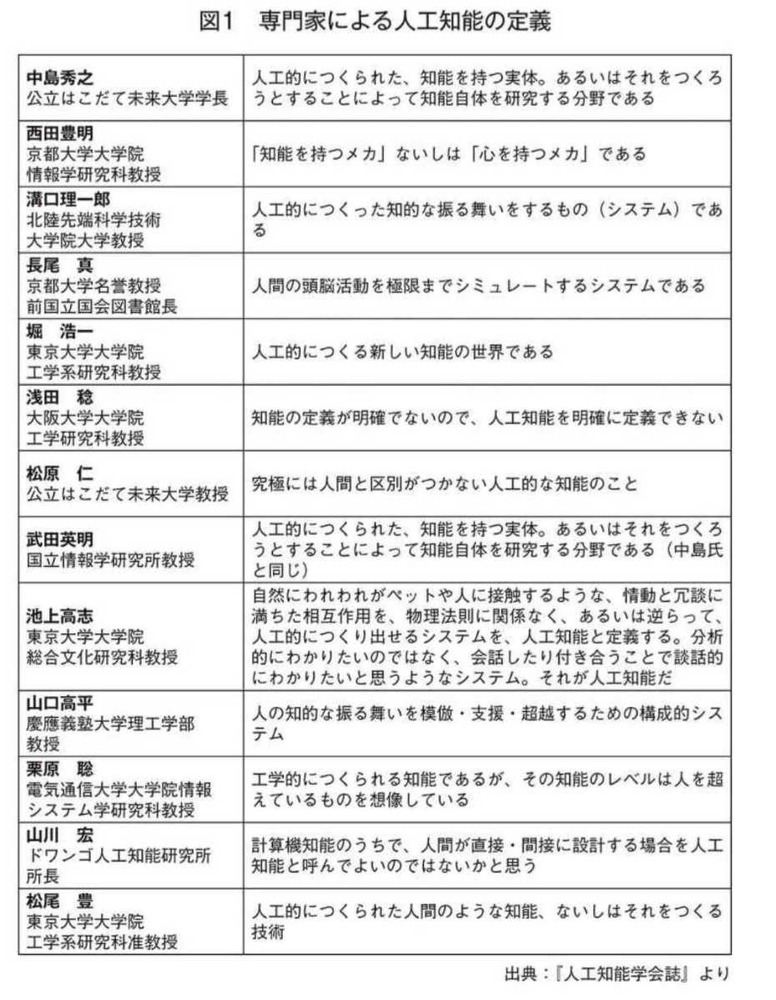 図1　専門家による人工知能の定義
中島秀之
公立はこだて未来大学学長
人工的につくられた、知能を持つ実体。あるいはそれをつくろ
うとすることによって知能自体を研究する分野である
西田豊明
京都大学大学院
情報学研究科教授
「知能を持つメカ」ないしは「心を持つメカ」である
溝口理一郎
北陸先端科学技術
大学院大学教授
人工的につくった知的な振る舞いをするもの（システム）であ
る
長尾　真
京都大学名誉教授
前国立国会図書館長
人間の頭脳活動を極限までシミュレートするシステムである
堀　浩一
東京大学大学院
工学系研究科教授
人工的につくる新しい知能の世界である
浅田　稔
大阪大学大学院
工学研究科教授
知能の定義が明確でないので、人工知能を明確に定義できない
松原　仁
公立はこだて未来大学教授
究極には人間と区別がつかない人工的な知能のこと
武田英明
国立情報学研究所教授
人工的につくられた、知能を持つ実体。あるいはそれをつくろ
うとすることによって知能自体を研究する分野である（中島氏
と同じ）
池上高志
東京大学大学院
総合文化研究科教授
自然にわれわれがペットや人に接触するような、情動と冗談に
満ちた相互作用を、物理法則に関係なく、あるいは逆らって、
人工的につくり出せるシステムを、人工知能と定義する。分析
的にわかりたいのではなく、会話したり付き合うことで談話的
にわかりたいと思うようなシステム。それが人工知能だ
山口高平
慶應義塾大学理工学部
教授
人の知的な振る舞いを模倣・支援・超越するための構成的シス
テム
栗原　聡
電気通信大学大学院情報
システム学研究科教授
工学的につくられる知能であるが、その知能のレベルは人を超
えているものを想像している
山川　宏
ドワンゴ人工知能研究所
所長
計算機知能のうちで、人間が直接・間接に設計する場合を人工
知能と呼んでよいのではないかと思う
松尾　豊
東京大学大学院
工学系研究科准教授
人工的につくられた人間のような知能、ないしはそれをつくる
技術
出典：『人工知能学会誌』より